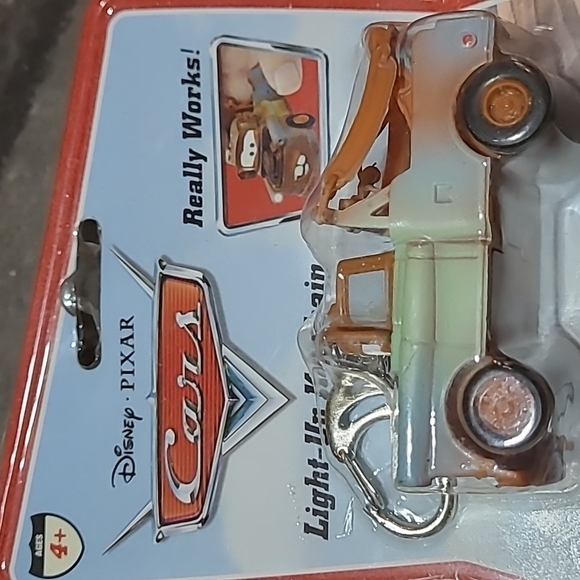 AGES
4+
Disney · PIXAR
Cars
Really Works!
Light-Up